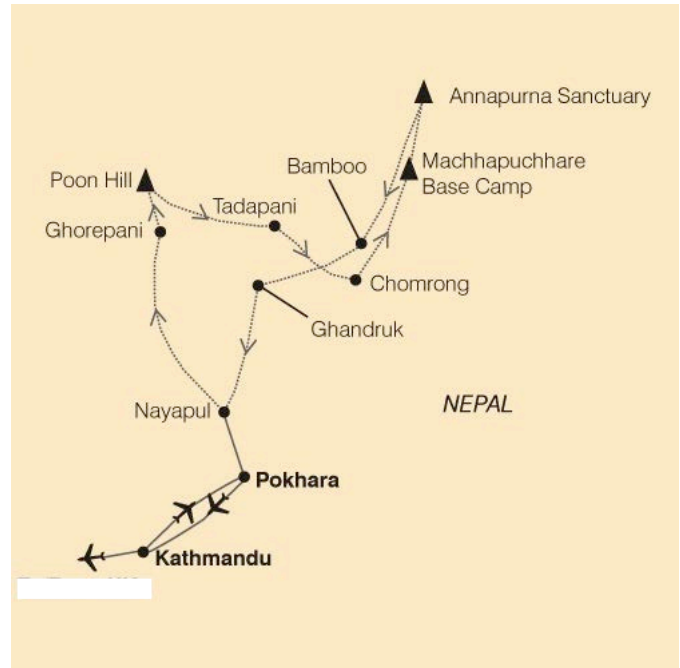 Annapurna Sanctuary
Bamboo
Machhapuchhare
Base Camp
Poon Hill
Tadapani
Ghorepani
Chomrong
Ghandruk
Nayapul
NEPAL
Pokhara
Kathmandu